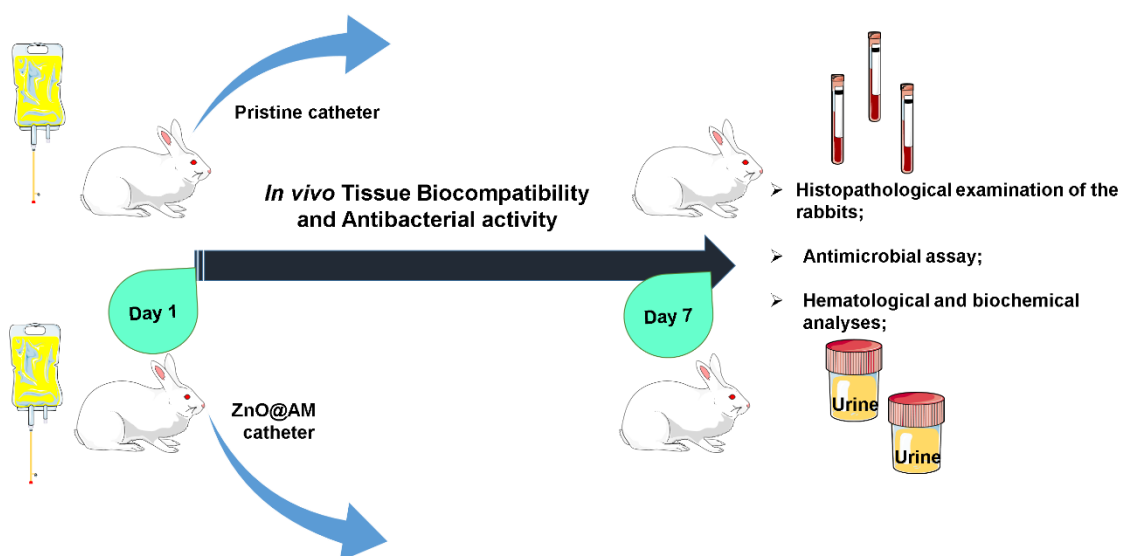 Pristine catheter
In vivo Tissue Biocompatibility
and Antibacterial activity
Day 1
Day 7
ZnO@AM
catheter
➢ Histopathological examination of the
rabbits;
➢ Antimicrobial assay;
➢ Hematological and biochemical
analyses;
Urine
Urine